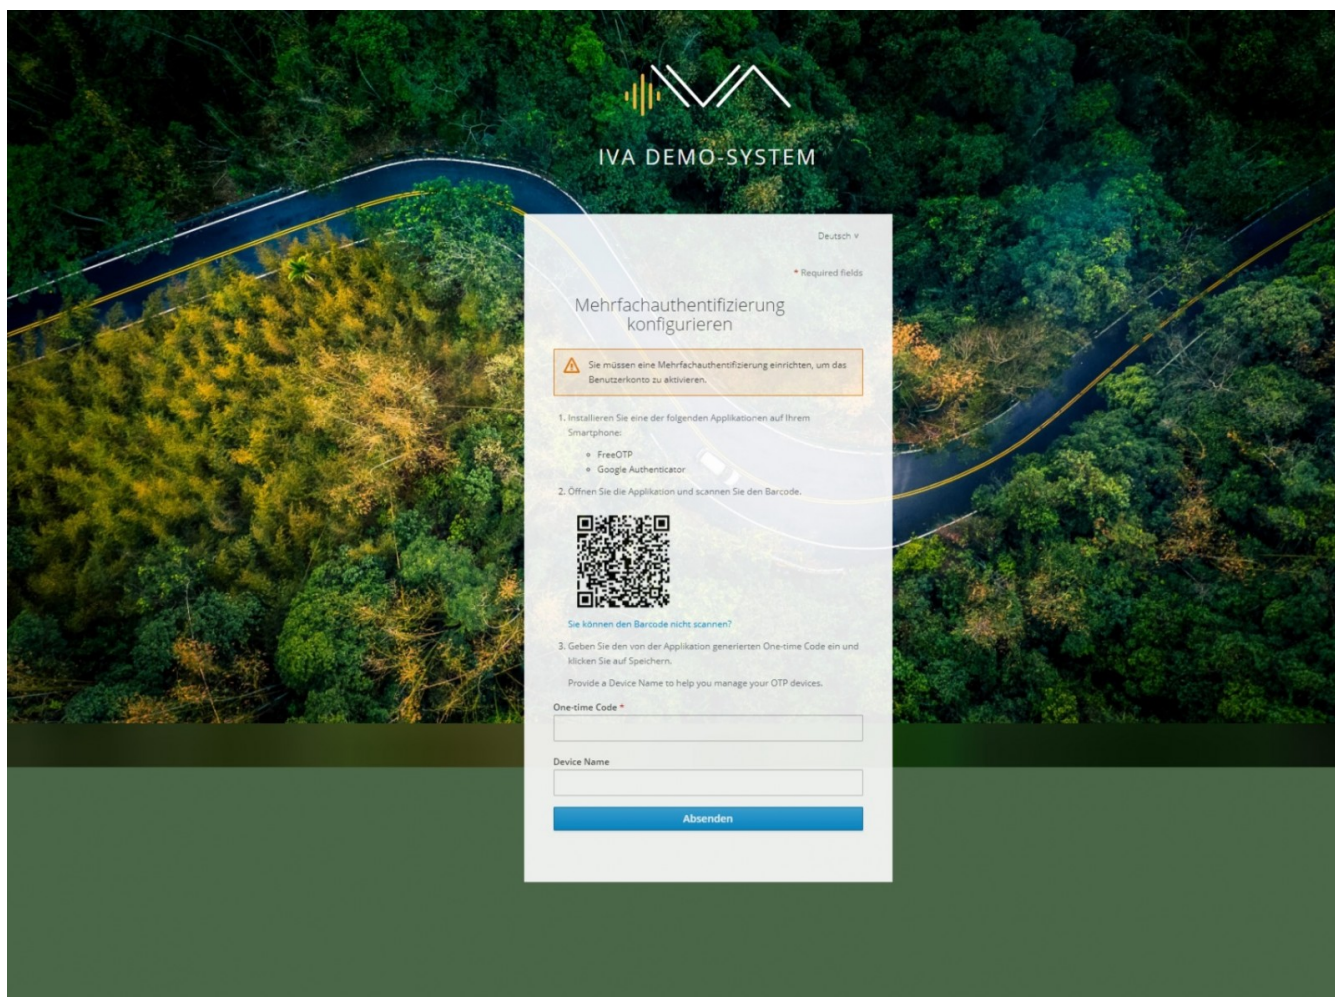 IVA
IVA DEMO-SYSTEM
Deutsch
* Required fields
Mehrfachauthentifizierung
konfigurieren
Sie müssen eine Mehrfachauthentifizierung einrichten, um das
Benutzerkonto zu aktivieren.
1. Installieren Sie eine der folgenden Applikationen auf Ihrem
Smartphone:
FreeOTP
Google Authenticator
2. Öffnen Sie die Applikation und scannen Sie den Barcode.
Sie können den Barcode nicht scannen?
3. Geben Sie den von der Applikation generierten One-time Code ein und
klicken Sie auf Speichern.
Provide a Device Name to help you manage your OTP devices.
One-time Code *
Device Name
Absenden